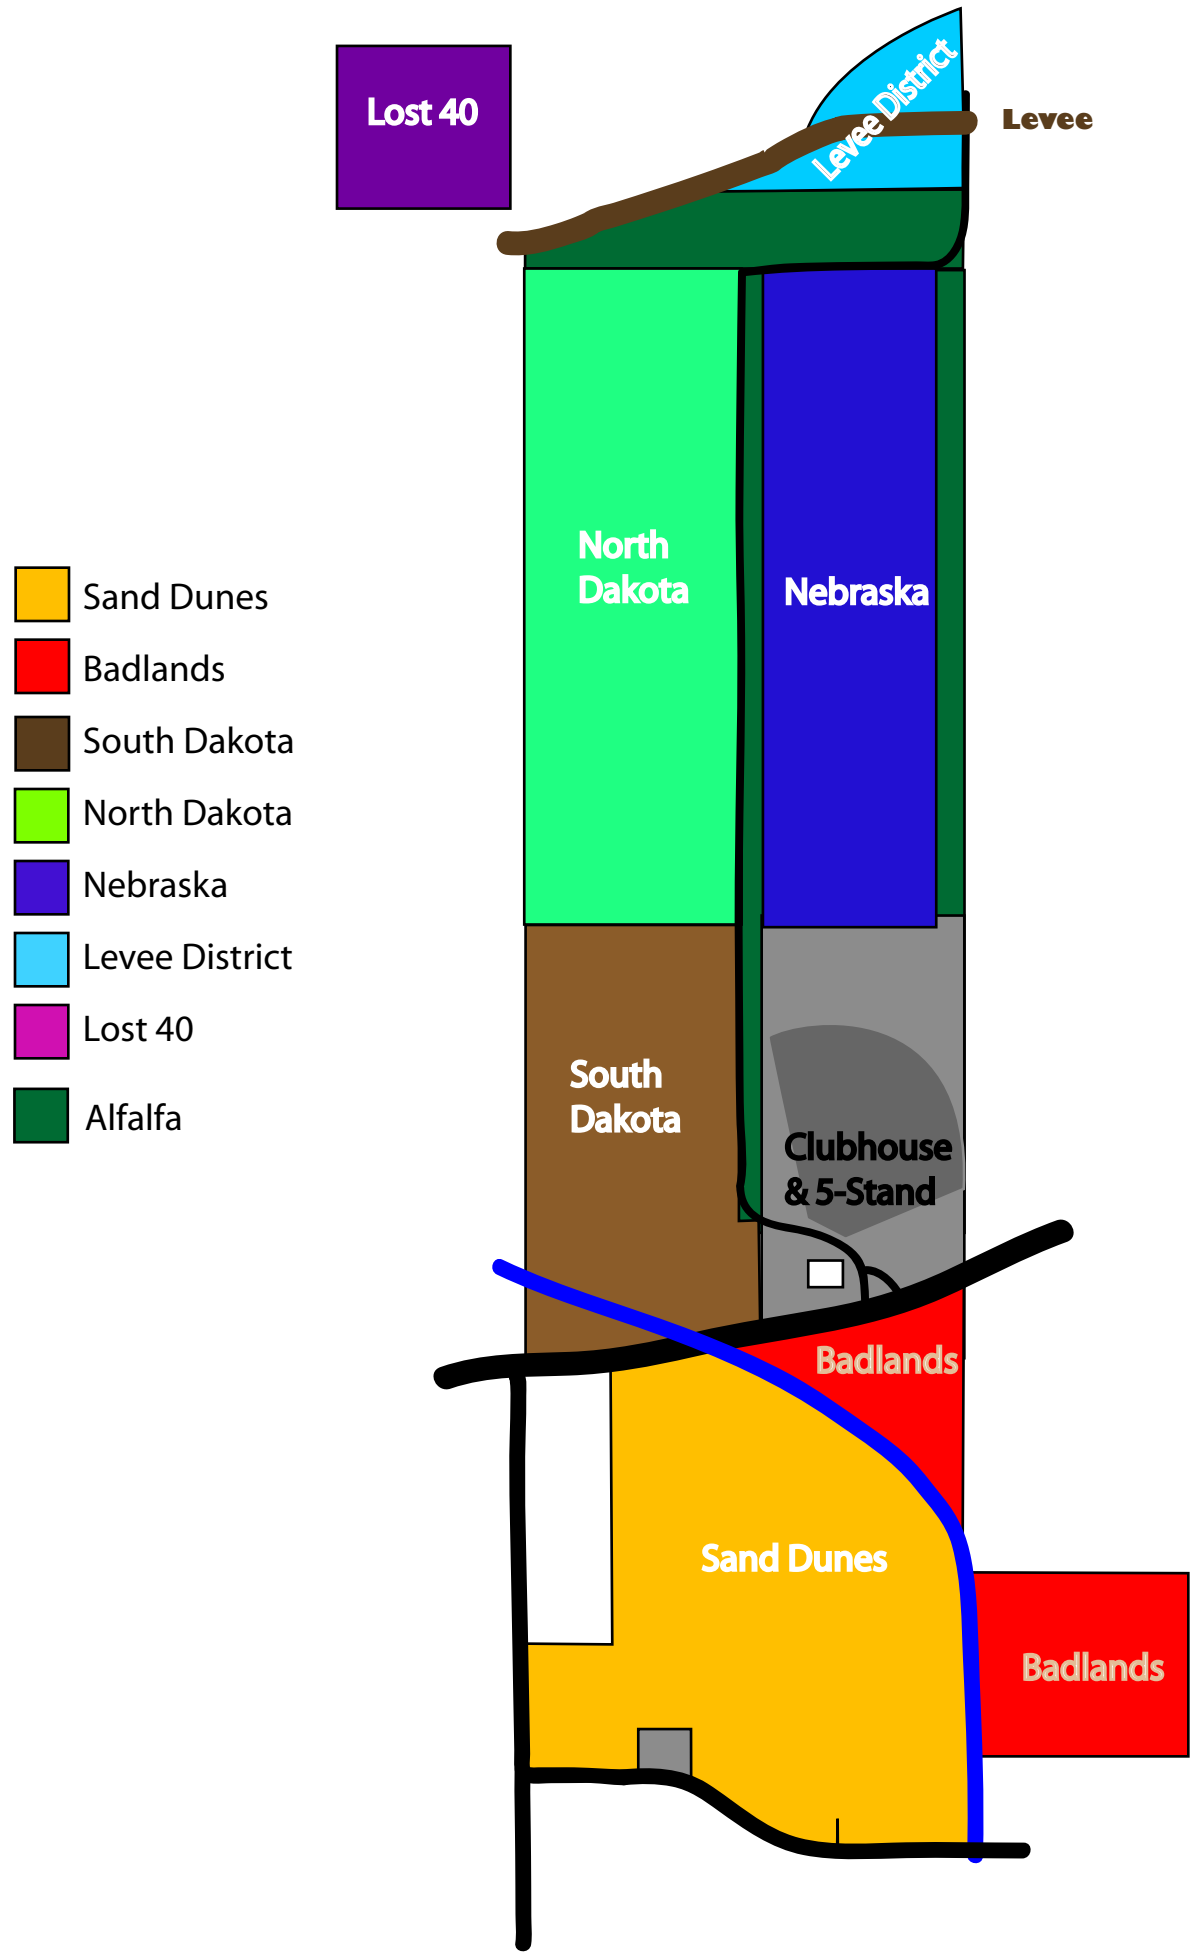 Lost 40
Levee District
Levee
North
Dakota
Nebraska
Sand Dunes
Badlands
South Dakota
North Dakota
Nebraska
Levee District
Lost 40
Alfalfa
South
Dakota
Clubhouse
& 5-Stand
Badlands
Sand Dunes
Badlands